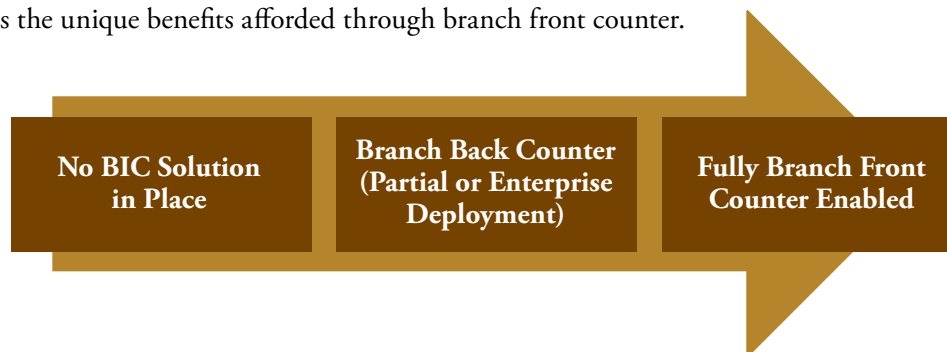 s the unique benefits afforded through branch front counter.
No BIC Solution
in Place
Branch Back Counter
(Partial or Enterprise
Deployment)
Fully Branch Front
Counter Enabled